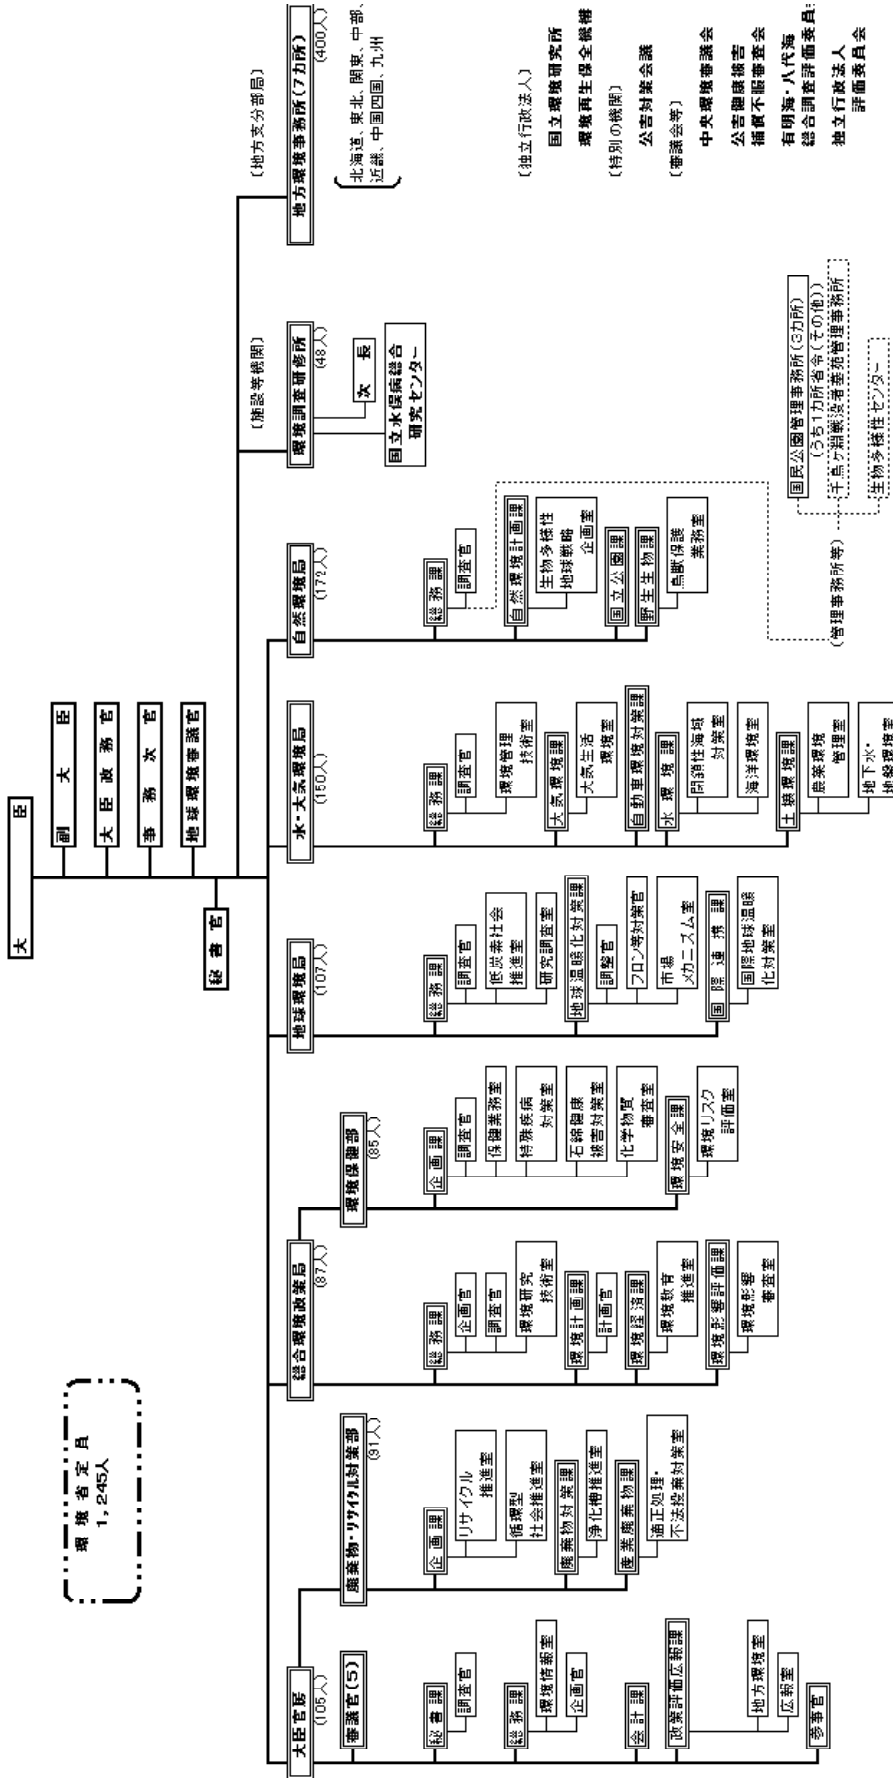 環境省定員
1,245人
大臣
副大臣
大臣政務官
事務次官
地球環境審議官
秘書官
大臣官房
(105人)
審議官(5)
秘書課
調査官
総務課
環境情報室
企画官
会計課
政策評価広報課
地方環境室
広報室
参事官
廃棄物・リサイクル対策部
(91人)
企画課
リサイクル
推進室
循環型
社会推進室
廃棄物対策課
浄化槽推進室
産業廃棄物課
適正処理・
不法投棄対策室
総合環境政策局
(87人)
総務課
企画官
調査官
環境研究
技術室
環境計画課
計画官
環境経済課
環境教育
推進室
環境影響評価課
環境影響
審査室
環境保健部
(85人)
企画課
調査官
保健業務室
特殊疾病
対策室
石綿健康
被害対策室
化学物質
審査室
環境安全課
環境リスク
評価室
地球環境局
(107人)
総務課
調査官
低炭素社会
推進室
研究調査室
地球温暖化対策課
調整官
フロン等対策官
市場
メカニズム室
国際連携課
国際地球温暖
化対策室
水・大気環境局
(150人)
総務課
調査官
環境管理
技術室
大気環境課
大気生活
環境室
自動車環境対策課
水環境課
閉鎖性海域
対策室
海洋環境室
土壌環境課
農薬環境
管理室
地下水・
地盤環境室
自然環境局
(172人)
総務課
調査官
自然環境計画課
生物多様性
地球戦略
企画室
国立公園課
野生生物課
鳥獣保護
業務室
(管理事務所等)
国民公園管理事務所(3カ所)
(うち1カ所省令(その他))
千鳥ケ淵戦没者墓苑管理事務所
生物多様性センター
(施設等機関)
環境調査研修所
(48人)
次長
国立水俣病総合
研究センター
(地方支分部局)
地方環境事務所(7カ所)
(400人)
北海道、東北、関東、中部、
近畿、中国四国、九州
(独立行政法人)
国立環境研究所
環境再生保全機構
(特別の機関)
公害対策会議
(審議会等)
中央環境審議会
公害健康被害
補償不服審査会
有明海・八代海
総合調査評価委員会
独立行政法人
評価委員会